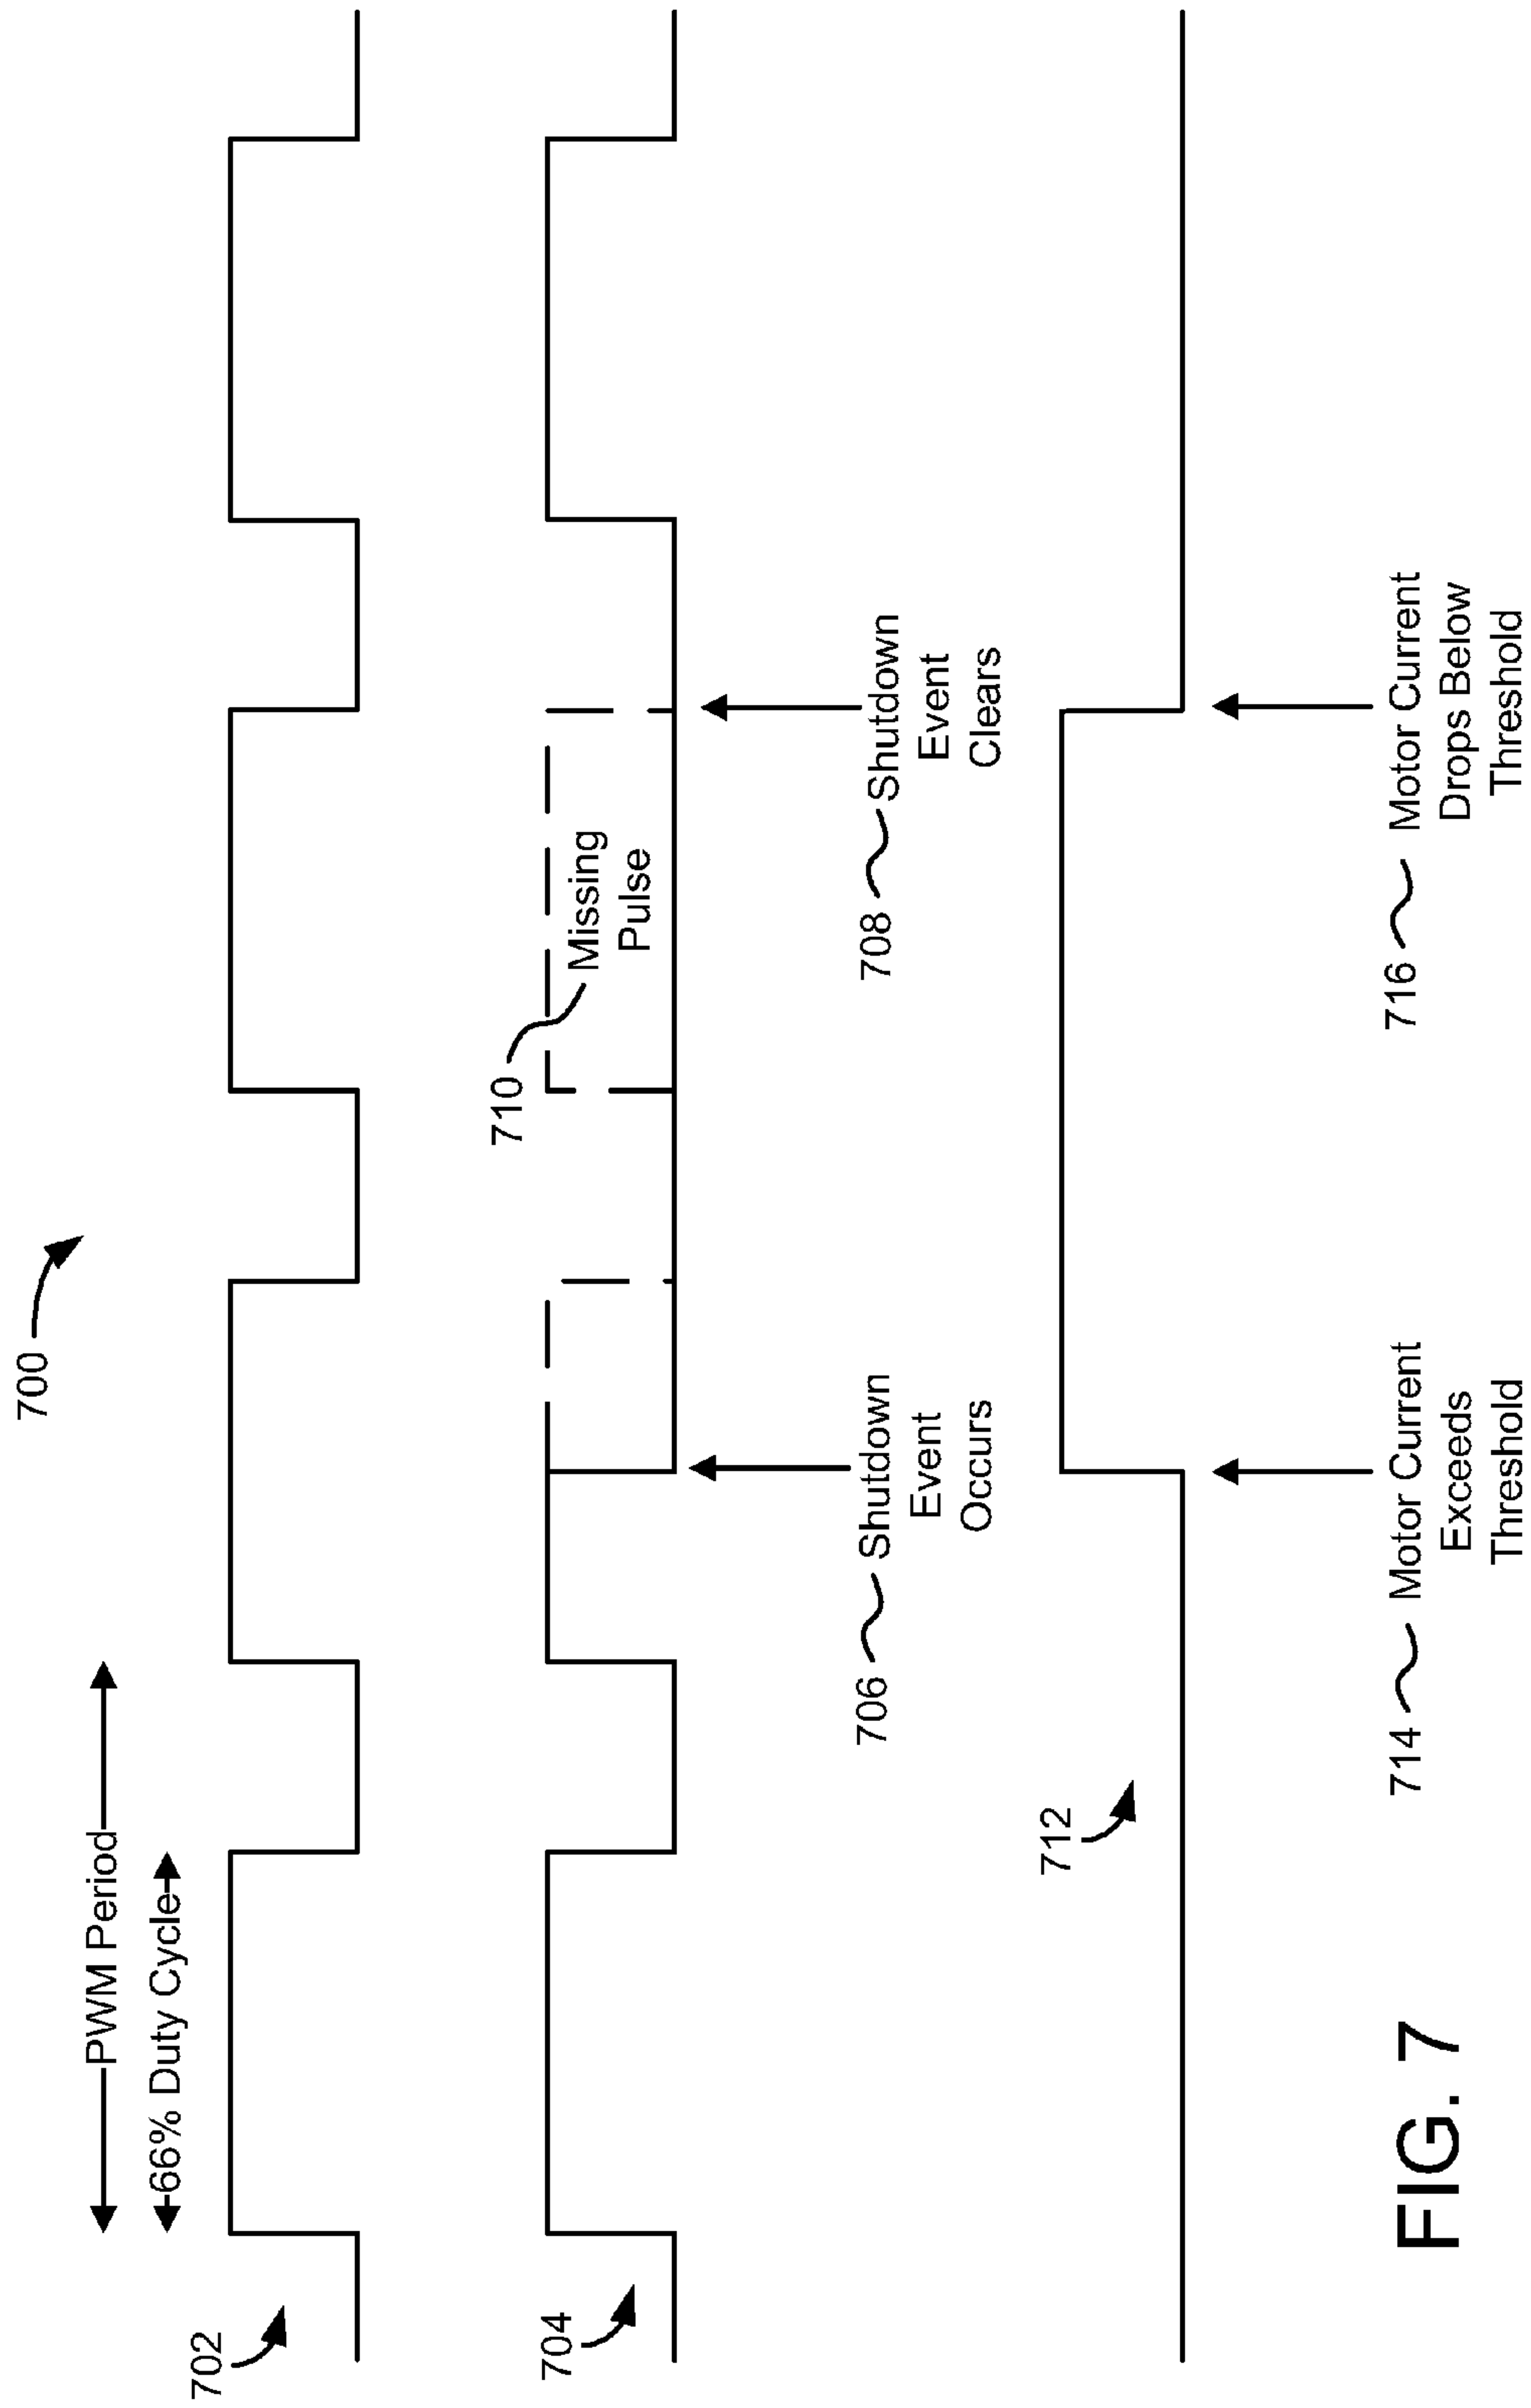 700
PWM Period
66% Duty Cycle
702
704
710
Missing
Pulse
706
Shutdown
Event
Occurs
708
Shutdown
Event
Clears
712
714
Motor Current
Exceeds
Threshold
716
Motor Current
Drops Below
Threshold
FIG. 7